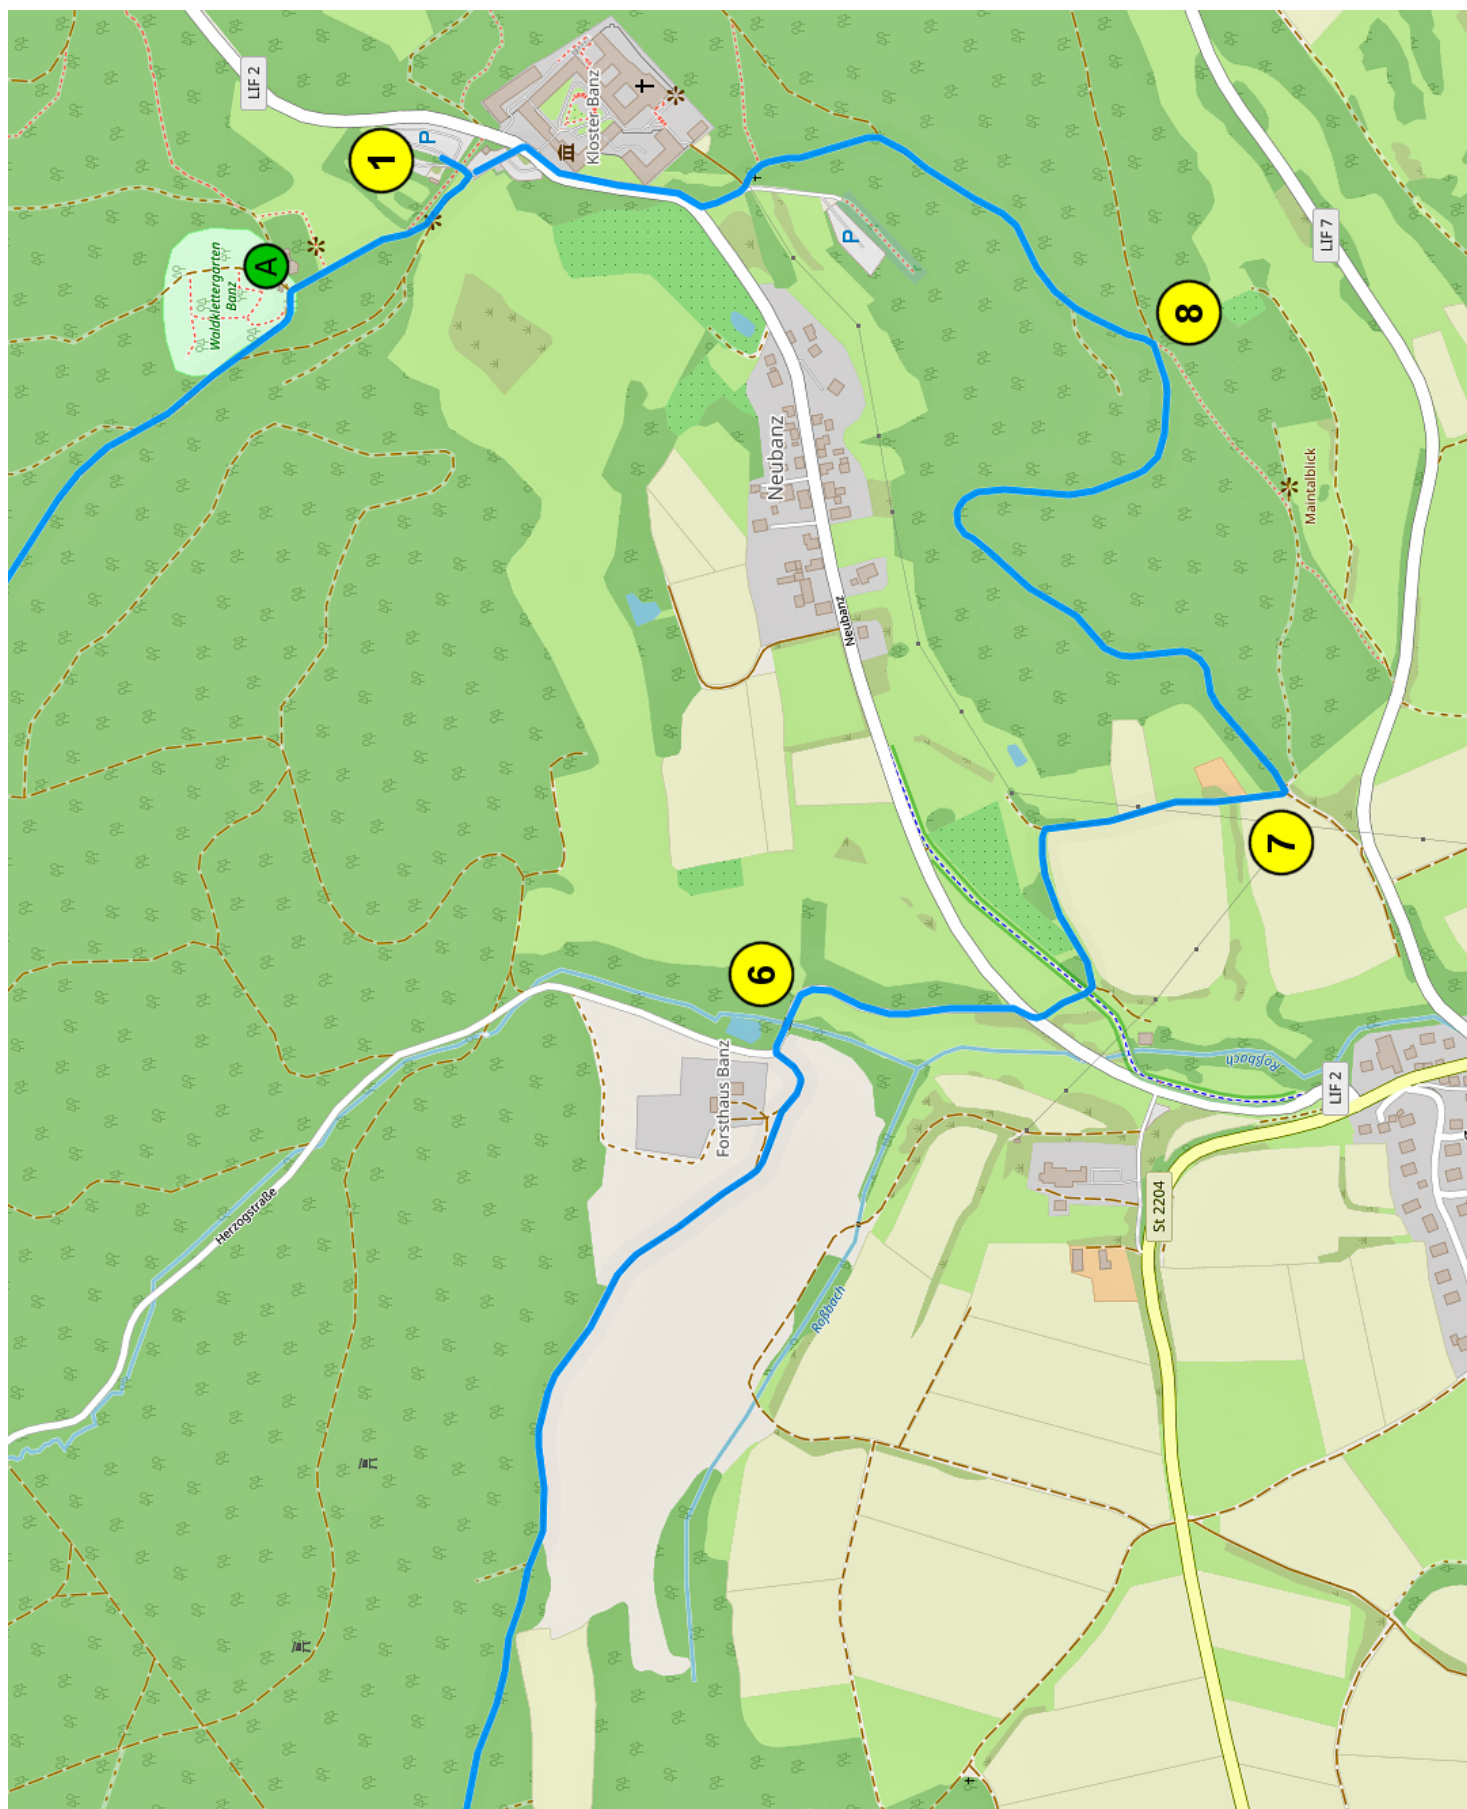 LIF 2
P
1
Kloster Banz
A
Waldklettergarten
Banz
P
LIF 7
8
Neubanz
Maintalblick
Neubanz
7
6
Forsthaus Banz
Roßbach
LIF 2
Herzogstraße
St 2204
Roßbach